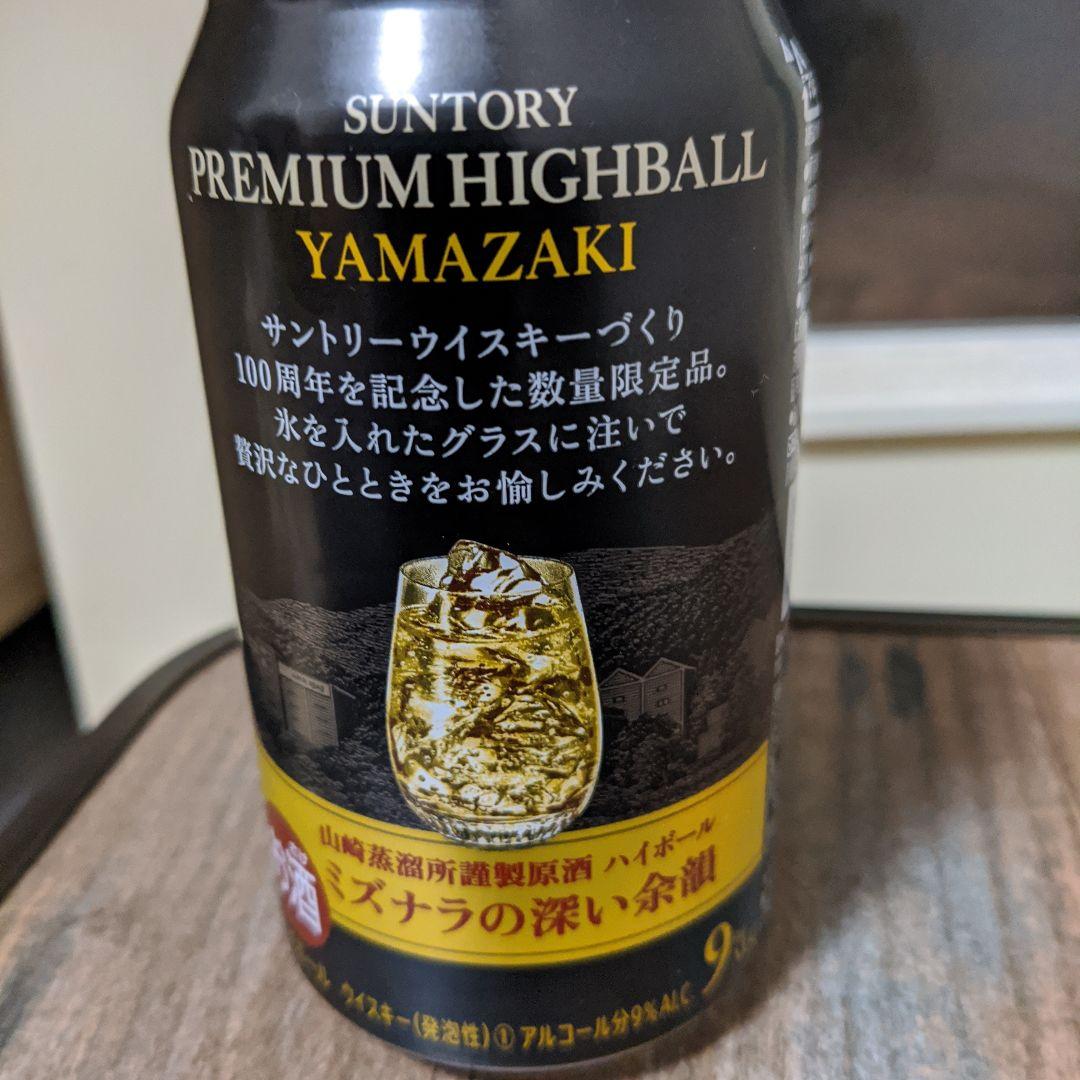 SUNTORY
PREMIUM HIGHBALL
YAMAZAKI
サントリーウイスキーづくり
100周年を記念した数量限定品。
氷を入れたグラスに注いで
贅沢なひとときをお愉しみください。
山崎蒸溜所謹製原酒 ハイボール
ミズナラの深い余韻
酒
9
ウイスキー(発泡性)① アルコール分9% ALC